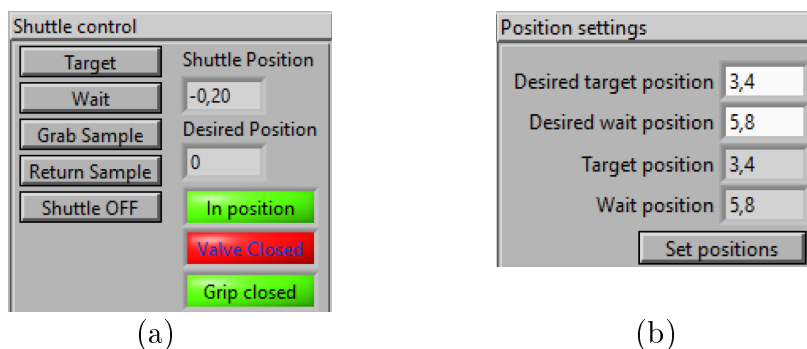 Shuttle control
Target
Wait
Grab Sample
Return Sample
Shuttle OFF
Shuttle Position
-0,20
Desired Position
0
In position
Valve Closed
Grip closed
(a)
Position settings
Desired target position 3,4
Desired wait position 5,8
Target position 3,4
Wait position 5,8
Set positions
(b)